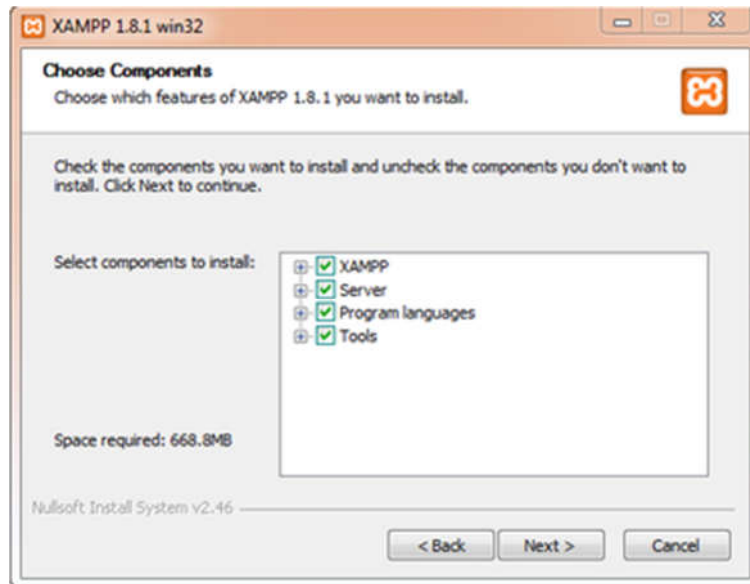 XAMPP 1.8.1 win32
Choose Components
Choose which features of XAMPP 1.8.1 you want to install.
Check the components you want to install and uncheck the components you don't want to
install. Click Next to continue.
Select components to install:
XAMPP
Server
Program languages
Tools
Space required: 668.8MB
Nullsoft Install System v2.46
< Back
Next >
Cancel